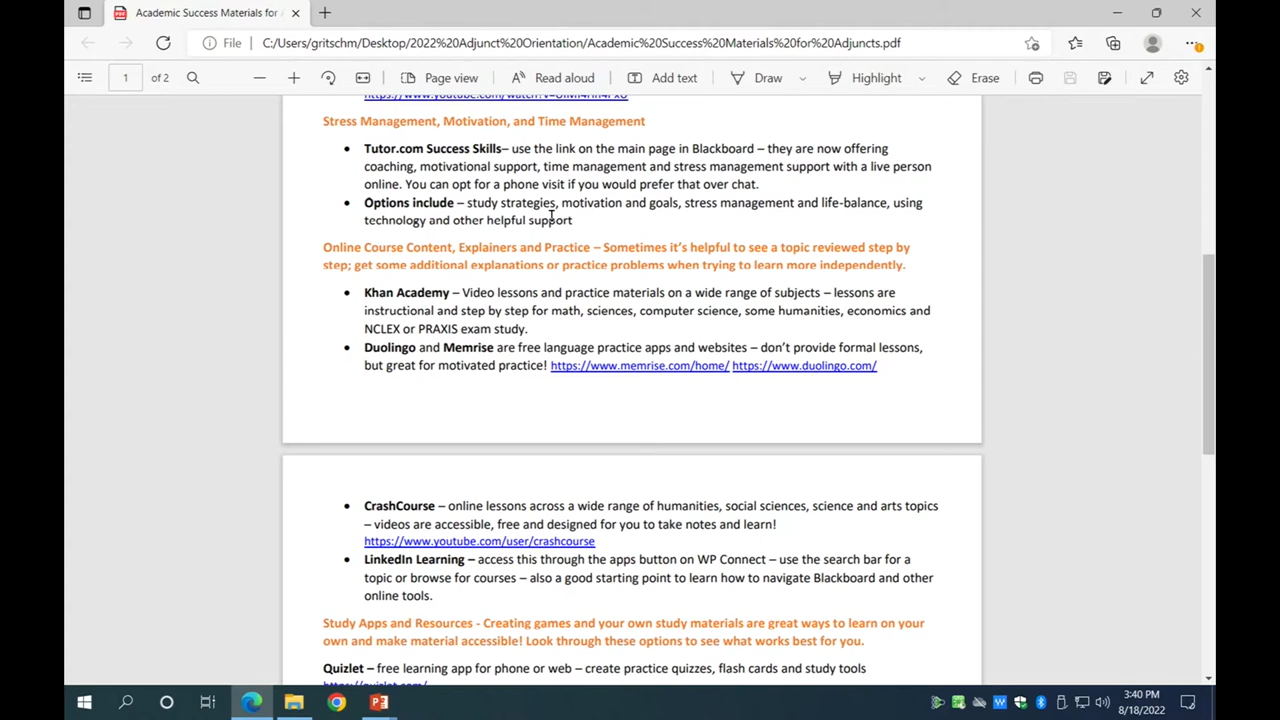 Academic Success Materials for
File
C:/Users/gritschm/Desktop/2022%20Adjunct%20Orientation/Academic%20Success%20Materials%20for%20Adjuncts.pdf
1 of 2
Page view
Read aloud
Add text
Draw
Highlight
Erase
Stress Management, Motivation, and Time Management
• Tutor.com Success Skills– use the link on the main page in Blackboard – they are now offering
coaching, motivational support, time management and stress management support with a live person
online. You can opt for a phone visit if you would prefer that over chat.
• Options include – study strategies, motivation and goals, stress management and life-balance, using
technology and other helpful support
Online Course Content, Explainers and Practice – Sometimes it’s helpful to see a topic reviewed step by
step; get some additional explanations or practice problems when trying to learn more independently.
• Khan Academy – Video lessons and practice materials on a wide range of subjects – lessons are
instructional and step by step for math, sciences, computer science, some humanities, economics and
NCLEX or PRAXIS exam study.
• Duolingo and Memrise are free language practice apps and websites – don’t provide formal lessons,
but great for motivated practice! https://www.memrise.com/home/ https://www.duolingo.com/
• CrashCourse – online lessons across a wide range of humanities, social sciences, science and arts topics
– videos are accessible, free and designed for you to take notes and learn!
https://www.youtube.com/user/crashcourse
• LinkedIn Learning – access this through the apps button on WP Connect – use the search bar for a
topic or browse for courses – also a good starting point to learn how to navigate Blackboard and other
online tools.
Study Apps and Resources - Creating games and your own study materials are great ways to learn on your
own and make material accessible! Look through these options to see what works best for you.
Quizlet – free learning app for phone or web – create practice quizzes, flash cards and study tools
https://quizlet.com/
3:40 PM
8/18/2022